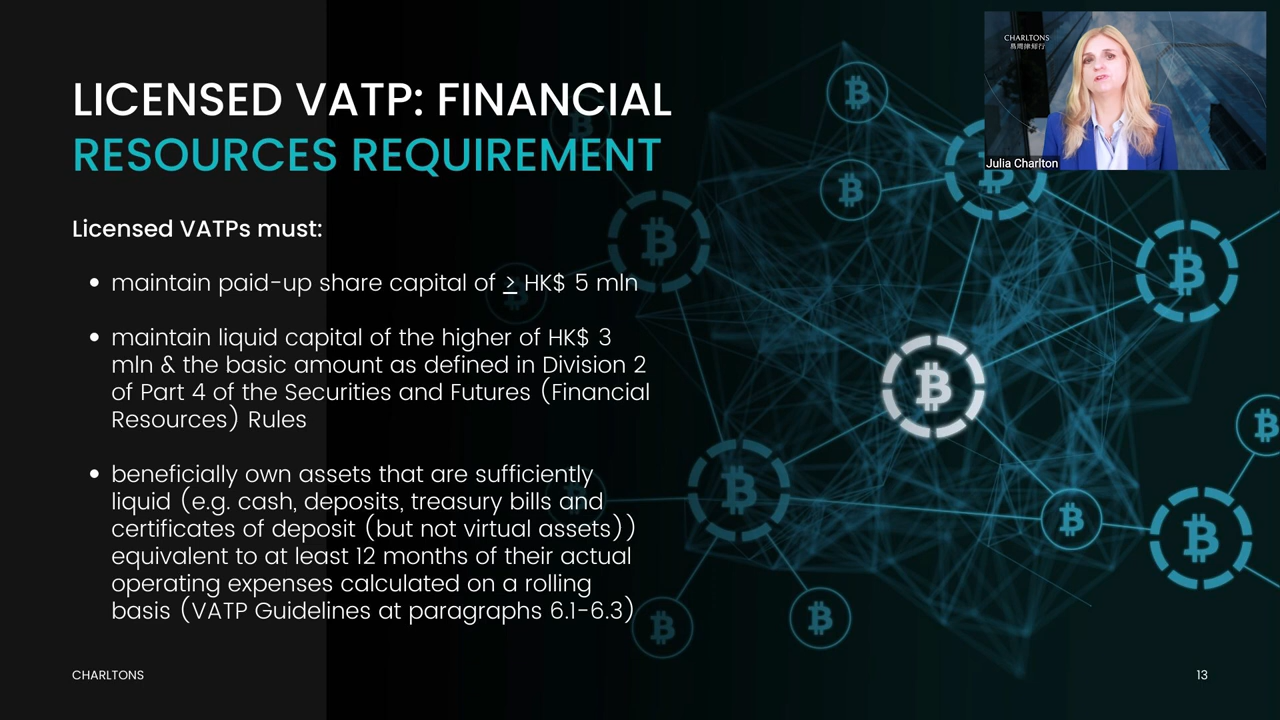 CHARLTONS
易周律師行
Julia Charlton
LICENSED VATP: FINANCIAL
RESOURCES REQUIREMENT
Licensed VATPs must:
• maintain paid-up share capital of ≥ HK$ 5 mln
• maintain liquid capital of the higher of HK$ 3
mln & the basic amount as defined in Division 2
of Part 4 of the Securities and Futures (Financial
Resources) Rules
• beneficially own assets that are sufficiently
liquid (e.g. cash, deposits, treasury bills and
certificates of deposit (but not virtual assets))
equivalent to at least 12 months of their actual
operating expenses calculated on a rolling
basis (VATP Guidelines at paragraphs 6.1-6.3)
CHARLTONS
13